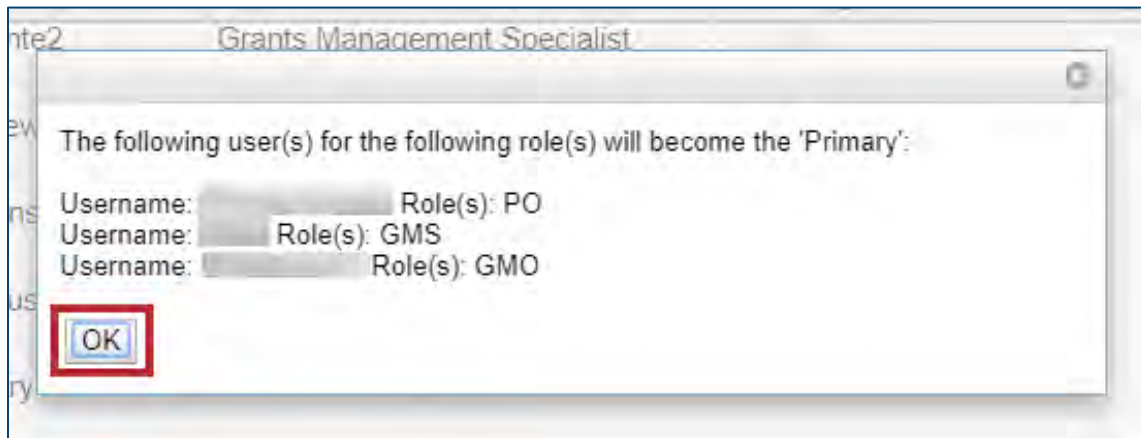 nte2 Grants Management Specialist
The following user(s) for the following role(s) will become the 'Primary':
Username: Role(s): PO
Username: Role(s): GMS
Username: Role(s): GMO
OK